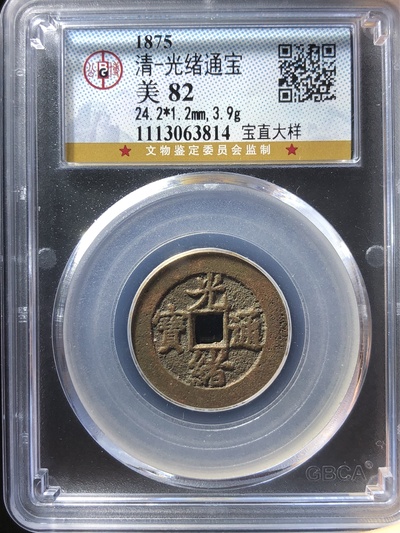 1875
清-光绪通宝
美 82
24.2*1.2mm,3.9g
1113063814 宝直大样
★ 文物鉴定委员会监制 ★
光
寶 通
緒
GBCA®